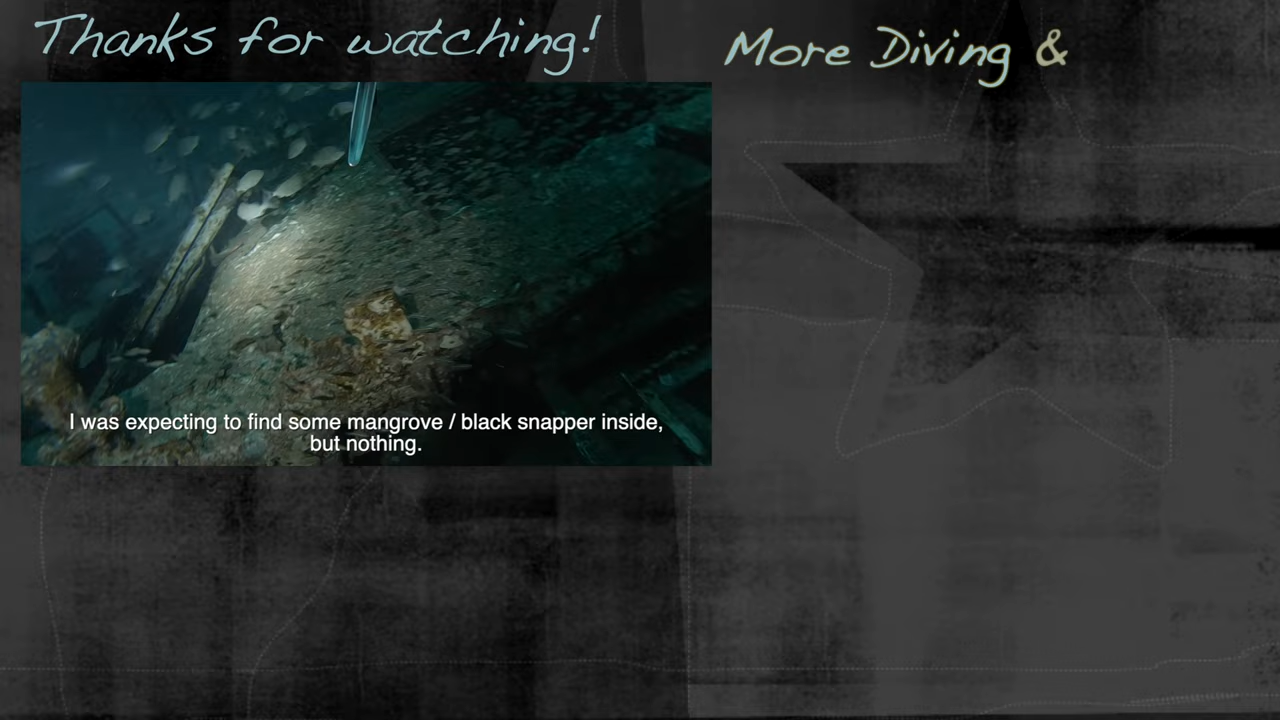 Thanks for watching!
More Diving &
I was expecting to find some mangrove / black snapper inside,
but nothing.